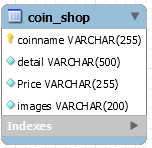 coin_shop
coinname VARCHAR(255)
detail VARCHAR(500)
Price VARCHAR(255)
images VARCHAR(200)
Indexes